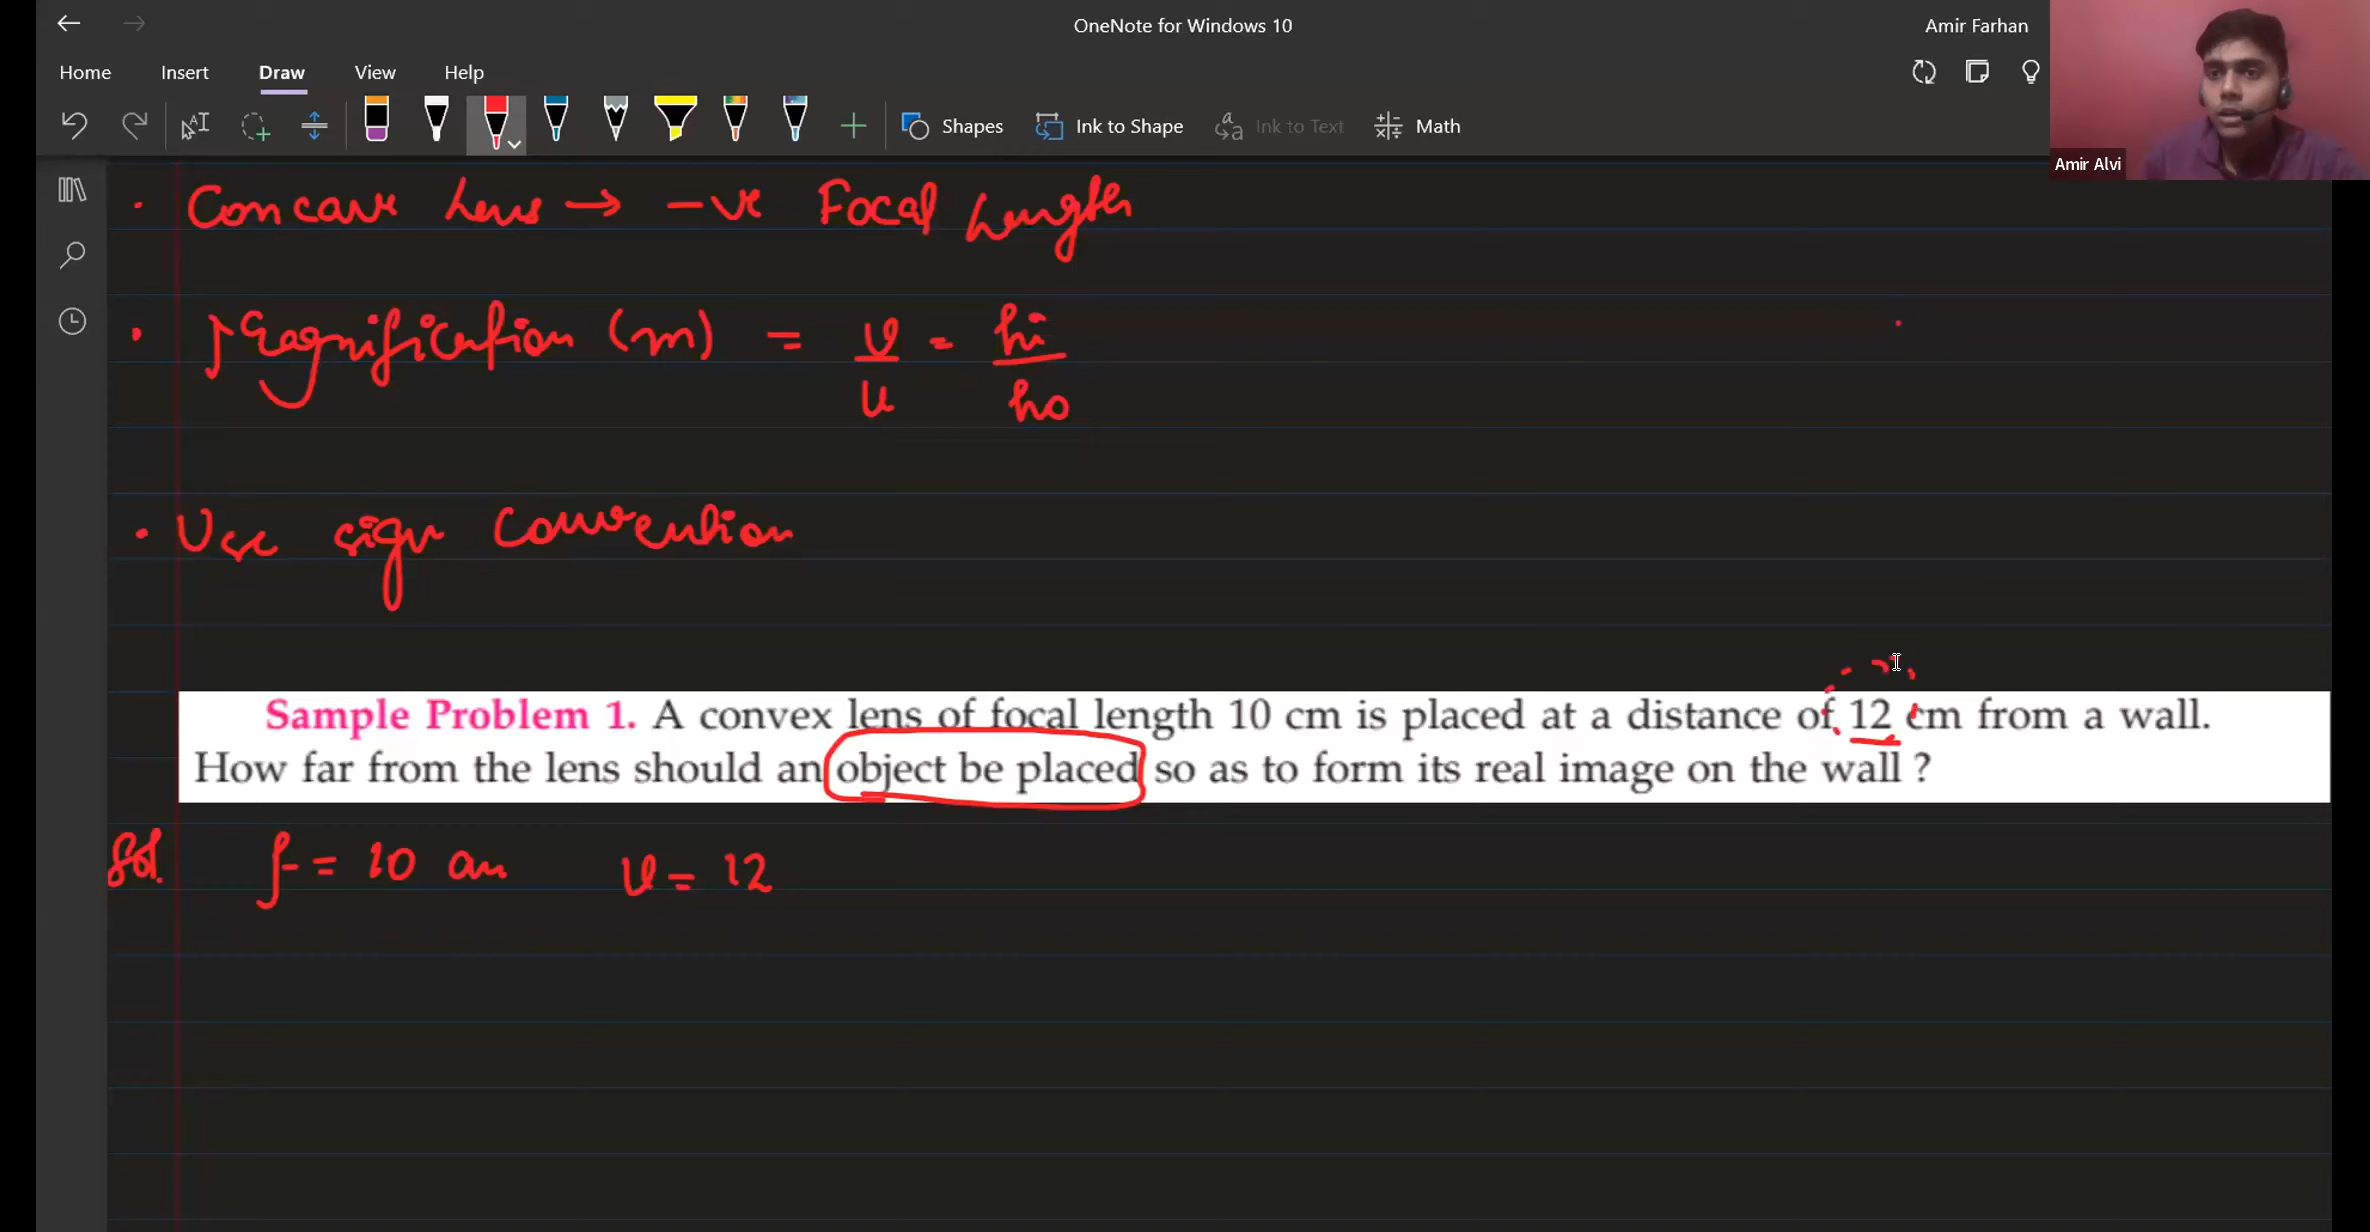 OneNote for Windows 10
Amir Farhan
Home Insert Draw View Help
Shapes Ink to Shape Ink to Text Math
Amir Alvi
• Concave Lens → -ve Focal Length
• Magnification (m) = v/u = hi/ho
• Use sign Convention
Sample Problem 1. A convex lens of focal length 10 cm is placed at a distance of 12 cm from a wall.
How far from the lens should an object be placed so as to form its real image on the wall ?
Sol. f = 10 cm v = 12